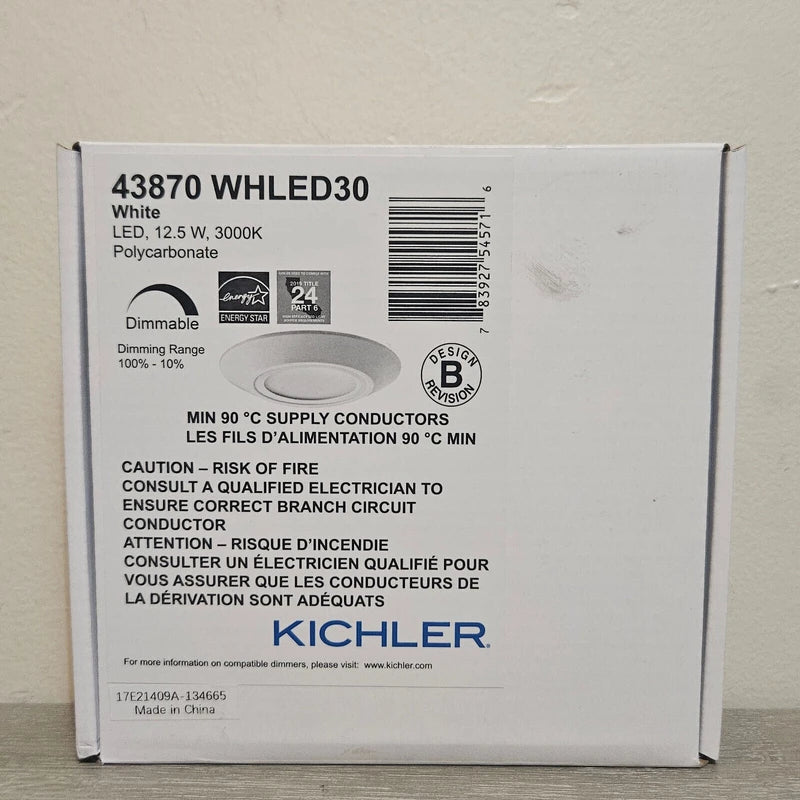 43870 WHLED30
White
LED, 12.5 W, 3000K
Polycarbonate
7 83927 54571 6
Dimmable
energy
ENERGY STAR
2019 TITLE
24
PART 6
Dimming Range
100% - 10%
DESIGN
B
REVISION
MIN 90 °C SUPPLY CONDUCTORS
LES FILS D'ALIMENTATION 90 °C MIN
CAUTION – RISK OF FIRE
CONSULT A QUALIFIED ELECTRICIAN TO
ENSURE CORRECT BRANCH CIRCUIT
CONDUCTOR
ATTENTION – RISQUE D'INCENDIE
CONSULTER UN ÉLECTRICIEN QUALIFIÉ POUR
VOUS ASSURER QUE LES CONDUCTEURS DE
LA DÉRIVATION SONT ADÉQUATS
KICHLER®
For more information on compatible dimmers, please visit: www.kichler.com
17E21409A-134665
Made in China